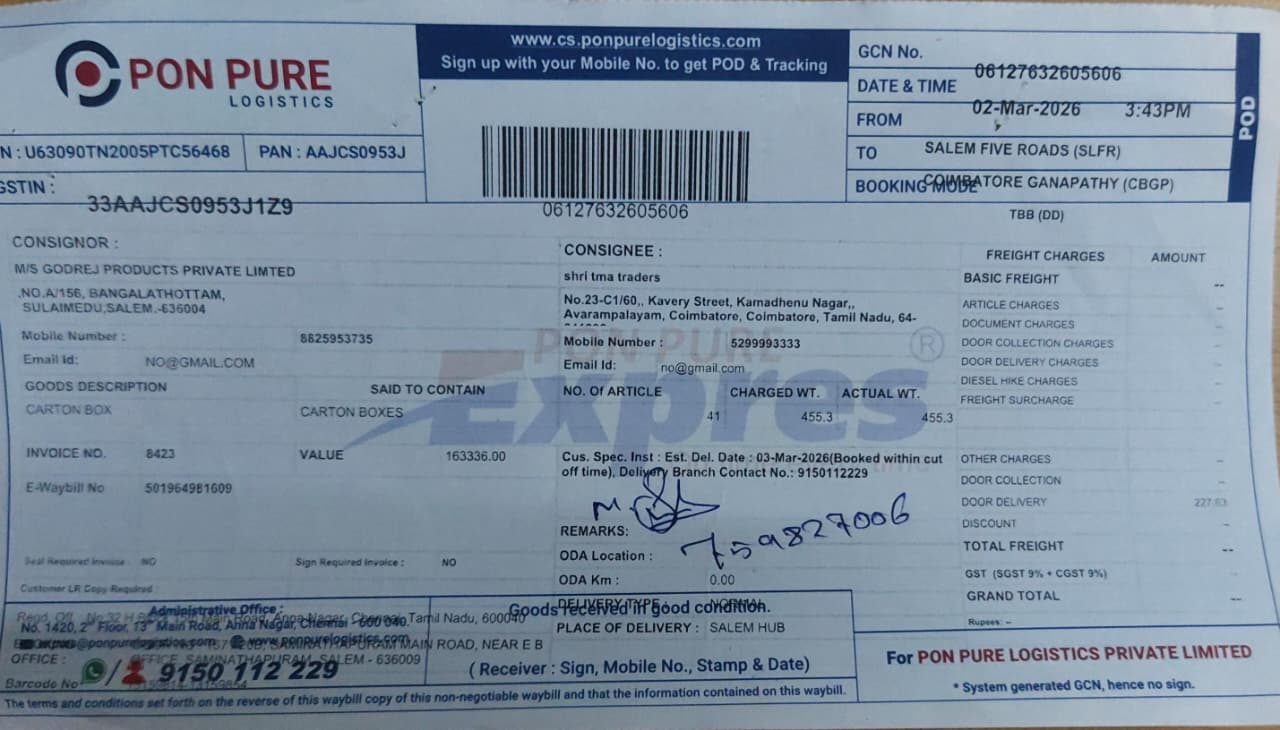 PON PURE
LOGISTICS
www.cs.ponpurelogistics.com
Sign up with your Mobile No. to get POD & Tracking
GCN No. 06127632605606
DATE & TIME 02-Mar-2026 3:43PM
FROM SALEM FIVE ROADS (SLFR)
TO COIMBATORE GANAPATHY (CBGP)
BOOKING MODE TBB (DD)
POD
N : U63090TN2005PTC56468 PAN : AAJCS0953J
GSTIN : 33AAJCS0953J1Z9
06127632605606
CONSIGNOR :
M/S GODREJ PRODUCTS PRIVATE LIMTED
.NO.A/156, BANGALATHOTTAM,
SULAIMEDU,SALEM.-636004
Mobile Number : 8825953735
Email Id: NO@GMAIL.COM
GOODS DESCRIPTION SAID TO CONTAIN
CARTON BOX CARTON BOXES
INVOICE NO. 8423 VALUE 163336.00
E-Waybill No 501964981609
Seal Required Invoice : NO Sign Required Invoice : NO
Customer LR Copy Required :
CONSIGNEE :
shri tma traders
No.23-C1/60,, Kavery Street, Kamadhenu Nagar,,
Avarampalayam, Coimbatore, Coimbatore, Tamil Nadu, 64-
Mobile Number : 5299993333
Email Id: no@gmail.com
PON PURE
Expres
NO. Of ARTICLE CHARGED WT. ACTUAL WT.
41 455.3 455.3
Cus. Spec. Inst : Est. Del. Date : 03-Mar-2026(Booked within cut
off time), Delivery Branch Contact No.: 9150112229
REMARKS: 759827006
ODA Location :
ODA Km : 0.00
DELIVERY TYPE : NORMAL
PLACE OF DELIVERY : SALEM HUB
FREIGHT CHARGES AMOUNT
BASIC FREIGHT --
ARTICLE CHARGES –
DOCUMENT CHARGES –
DOOR COLLECTION CHARGES –
DOOR DELIVERY CHARGES –
DIESEL HIKE CHARGES –
FREIGHT SURCHARGE –
OTHER CHARGES –
DOOR COLLECTION –
DOOR DELIVERY 227.63
DISCOUNT –
TOTAL FREIGHT --
GST (SGST 9% + CGST 9%)
GRAND TOTAL --
Rupees: --
Administrative Office :
No. 1420, 2nd Floor, 13th Main Road, Anna Nagar, Chennai - 600 040.
Tamil Nadu, 600040
www.ponpurelogistics.com
MAIN ROAD, NEAR E B
OFFICE : OFFICE, SAMINATHAPURAM, SALEM - 636009
Barcode No
9150 112 229
Goods received in good condition.
( Receiver : Sign, Mobile No., Stamp & Date)
The terms and conditions set forth on the reverse of this waybill copy of this non-negotiable waybill and that the information contained on this waybill.
For PON PURE LOGISTICS PRIVATE LIMITED
* System generated GCN, hence no sign.